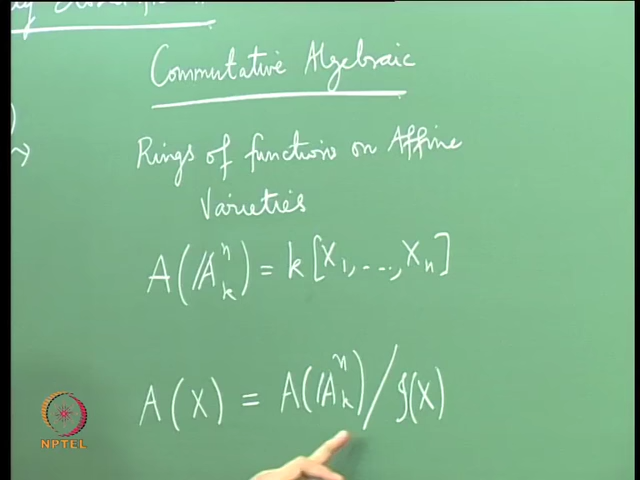 Commutative Algebraic
Rings of functions on Affine
Varieties
A(𝔸ⁿₖ) = k[X₁, ..., Xₙ]
A(X) = A(𝔸ⁿₖ) / 𝓘(X)
NPTEL